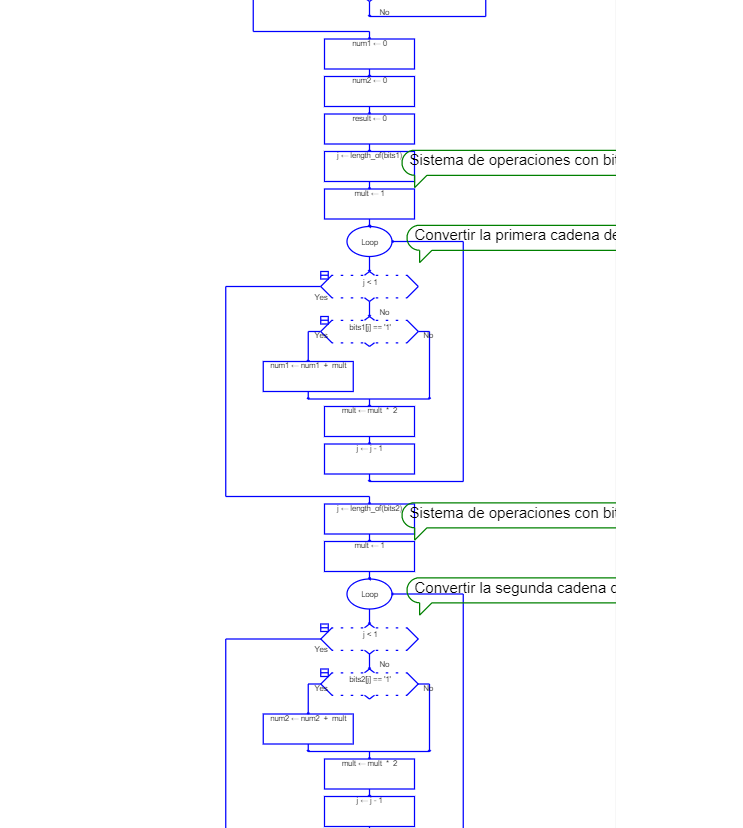 No
num1 ← 0
num2 ← 0
result ← 0
j ← length_of(bits1)
Sistema de operaciones con bi
mult ← 1
Loop
Convertir la primera cadena de
j < 1
Yes
No
bits1[j] == '1'
Yes
No
num1 ← num1 + mult
mult ← mult * 2
j ← j - 1
j ← length_of(bits2)
Sistema de operaciones con bi
mult ← 1
Loop
Convertir la segunda cadena
j < 1
Yes
No
bits2[j] == '1'
Yes
No
num2 ← num2 + mult
mult ← mult * 2
j ← j - 1